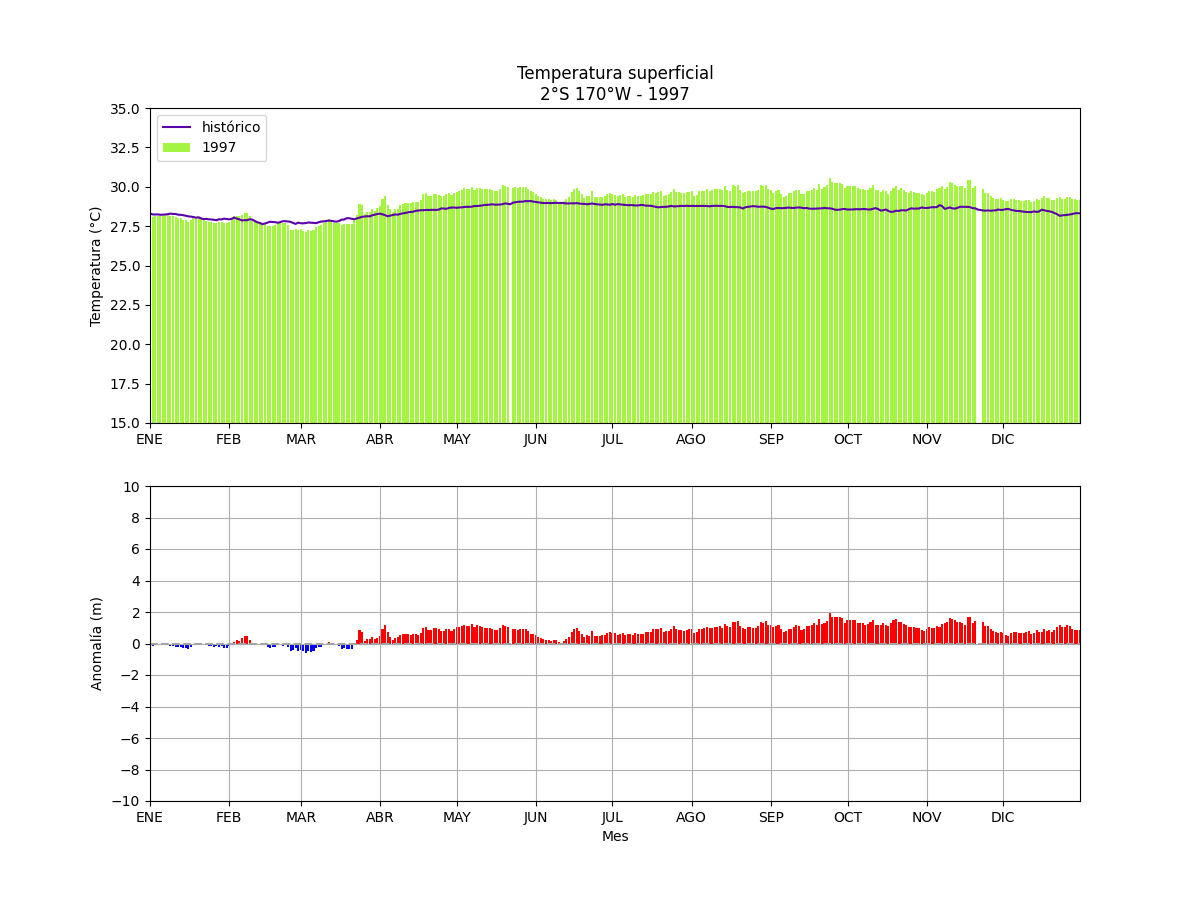 Temperatura superficial
2°S 170°W - 1997
35.0
32.5
30.0
27.5
25.0
22.5
20.0
17.5
15.0
Temperatura (°C)
histórico
1997
ENE FEB MAR ABR MAY JUN JUL AGO SEP OCT NOV DIC
10
8
6
4
2
0
−2
−4
−6
−8
−10
Anomalía (m)
ENE FEB MAR ABR MAY JUN JUL AGO SEP OCT NOV DIC
Mes